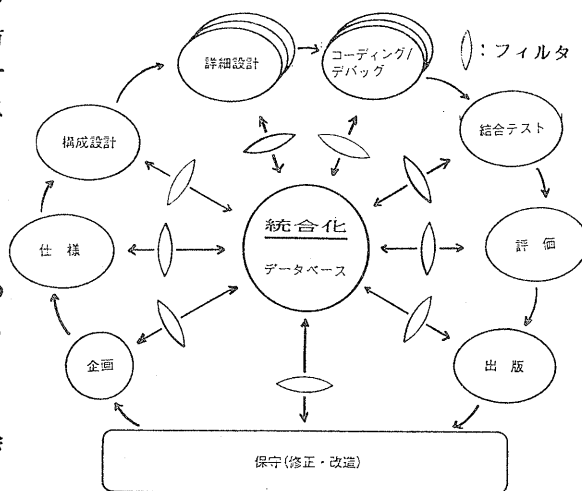 詳細設計
コーディング/
デバッグ
:フィルタ
構成設計
結合テスト
統合化
データベース
仕様
評価
企画
出版
保守(修正・改造)